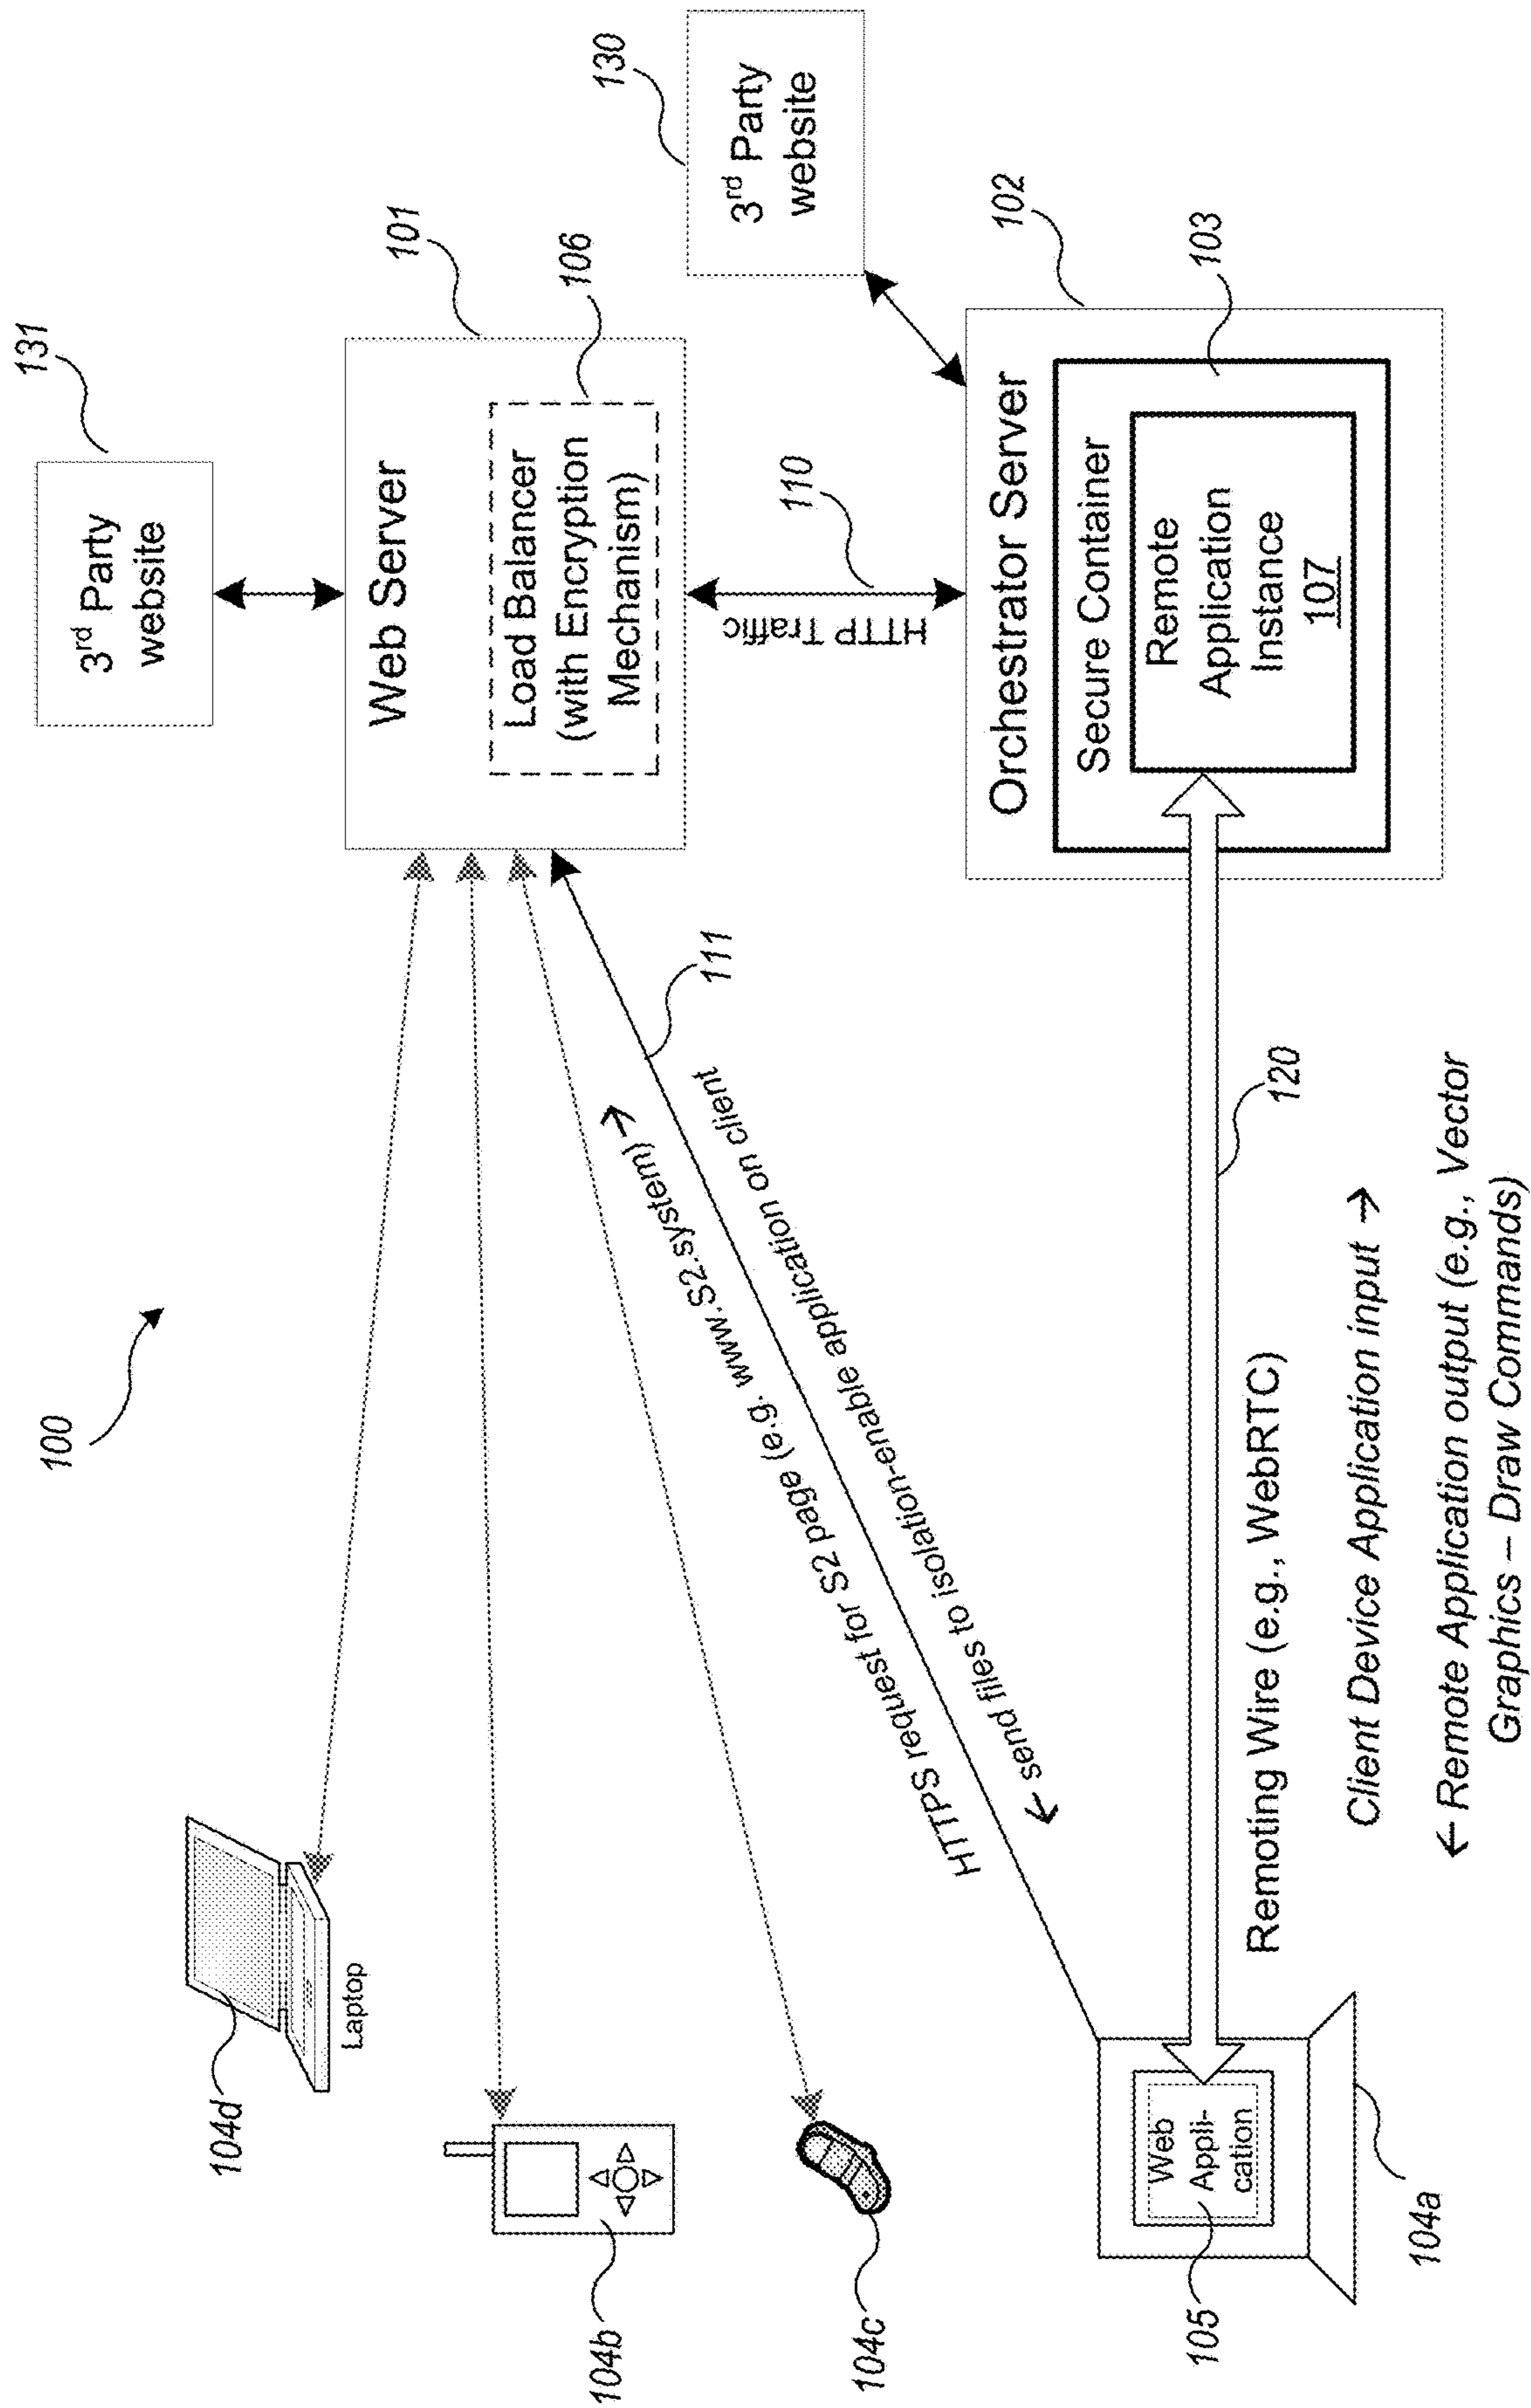 100
131
3rd Party
website
101
Web Server
106
Load Balancer
(with Encryption
Mechanism)
130
3rd Party
website
110
HTTP Traffic
102
Orchestrator Server
103
Secure Container
Remote
Application
Instance
107
104d
Laptop
104b
104c
111
HTTPS request for S2 page (e.g. www.S2.system) →
← send files to isolation-enable application on client
105
Web
Appli-
cation
104a
120
Remoting Wire (e.g., WebRTC)
Client Device Application input →
← Remote Application output (e.g., Vector
Graphics – Draw Commands)